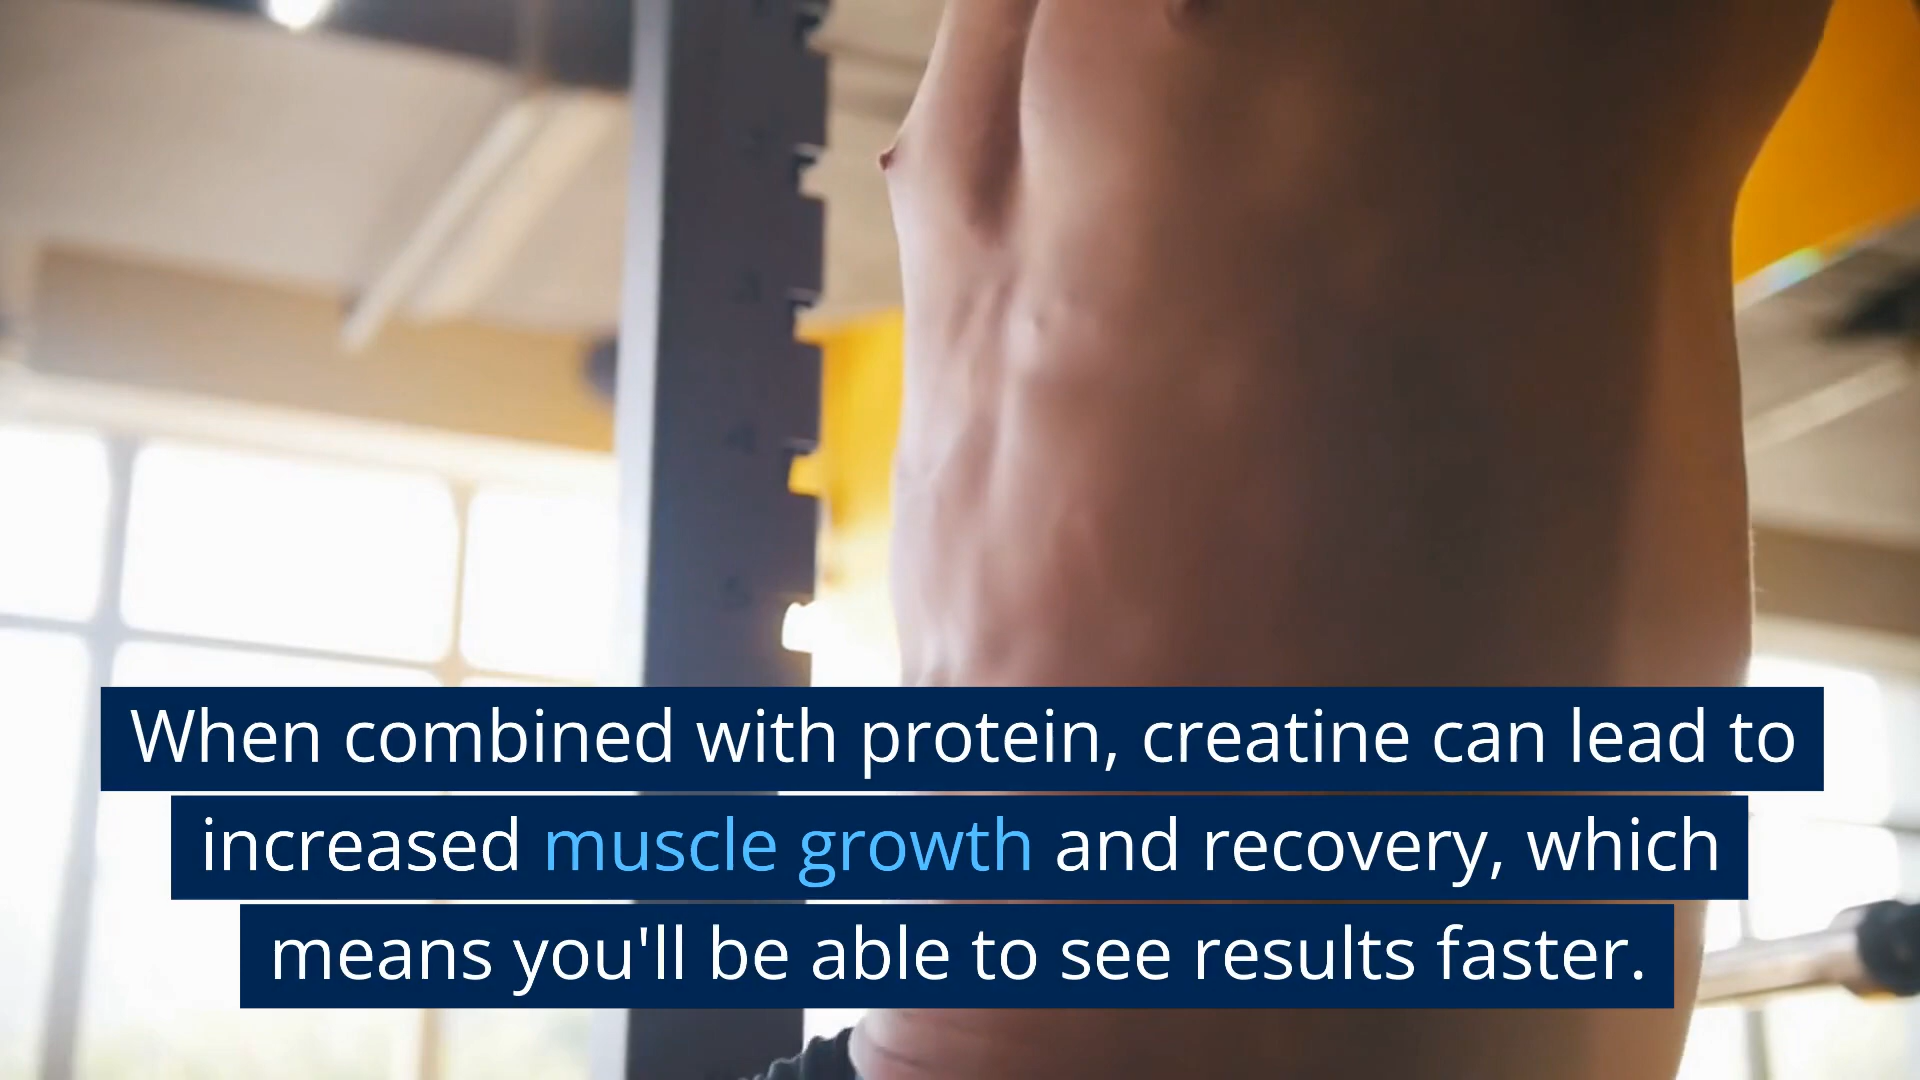 When combined with protein, creatine can lead to
increased muscle growth and recovery, which
means you'll be able to see results faster.